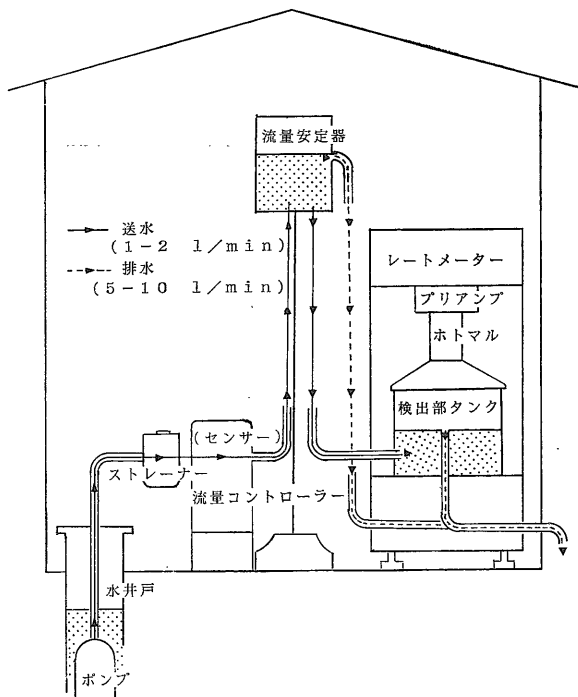 流量安定器
送水
(1-2 l/min)
排水
(5-10 l/min)
レートメーター
プリアンプ
ホトマル
検出部タンク
(センサー)
ストレーナー
流量コントローラー
水井戸
ポンプ